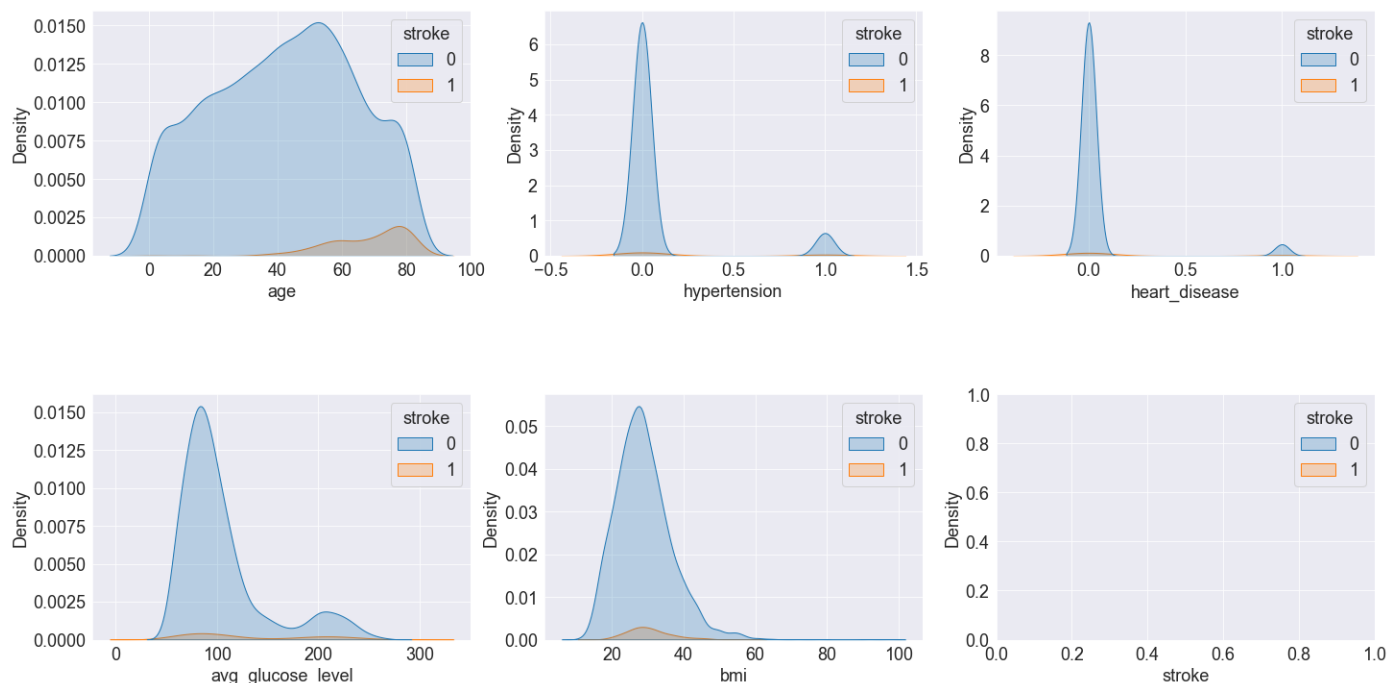 0.0150
0.0125
0.0100
0.0075
0.0050
0.0025
0.0000
Density
0 20 40 60 80 100
age
stroke
0
1
6
5
4
3
2
1
0
Density
−0.5 0.0 0.5 1.0 1.5
hypertension
stroke
0
1
8
6
4
2
0
Density
0.0 0.5 1.0
heart_disease
stroke
0
1
0.0150
0.0125
0.0100
0.0075
0.0050
0.0025
0.0000
Density
0 100 200 300
avg_glucose_level
stroke
0
1
0.05
0.04
0.03
0.02
0.01
0.00
Density
20 40 60 80 100
bmi
stroke
0
1
1.0
0.8
0.6
0.4
0.2
0.0
Density
0.0 0.2 0.4 0.6 0.8 1.0
stroke
stroke
0
1